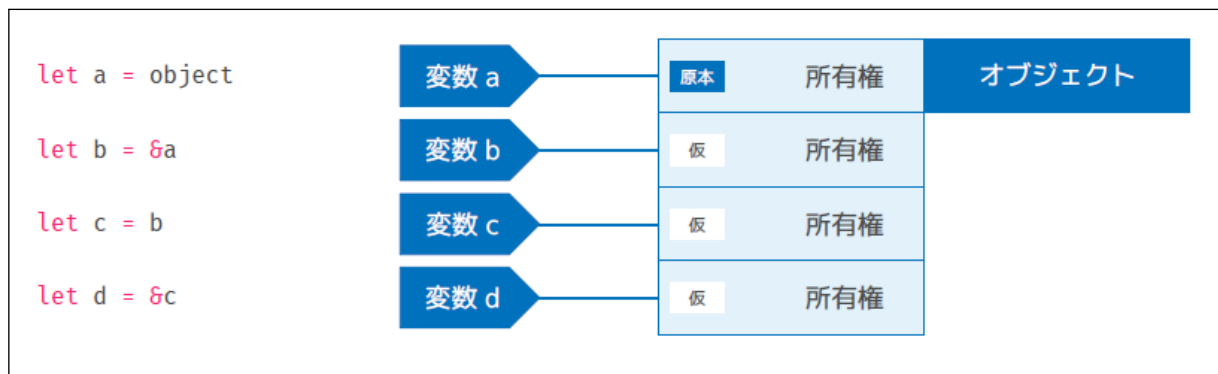 let a = object 変数 a 原本 所有権 オブジェクト
let b = &a 変数 b 仮 所有権
let c = b 変数 c 仮 所有権
let d = &c 変数 d 仮 所有権